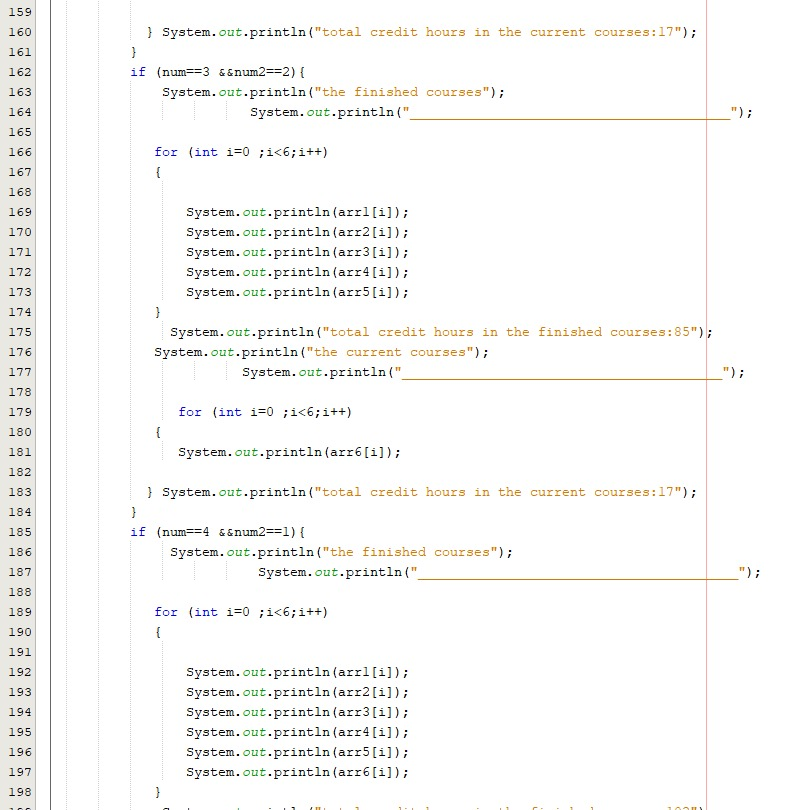 159
160 } System.out.println("total credit hours in the current courses:17");
161 }
162 if (num==3 &&num2==2){
163 System.out.println("the finished courses");
164 System.out.println("________________________________________");
165
166 for (int i=0 ;i<6;i++)
167 {
168
169 System.out.println(arr1[i]);
170 System.out.println(arr2[i]);
171 System.out.println(arr3[i]);
172 System.out.println(arr4[i]);
173 System.out.println(arr5[i]);
174 }
175 System.out.println("total credit hours in the finished courses:85");
176 System.out.println("the current courses");
177 System.out.println("________________________________________");
178
179 for (int i=0 ;i<6;i++)
180 {
181 System.out.println(arr6[i]);
182
183 } System.out.println("total credit hours in the current courses:17");
184 }
185 if (num==4 &&num2==1){
186 System.out.println("the finished courses");
187 System.out.println("________________________________________");
188
189 for (int i=0 ;i<6;i++)
190 {
191
192 System.out.println(arr1[i]);
193 System.out.println(arr2[i]);
194 System.out.println(arr3[i]);
195 System.out.println(arr4[i]);
196 System.out.println(arr5[i]);
197 System.out.println(arr6[i]);
198 }